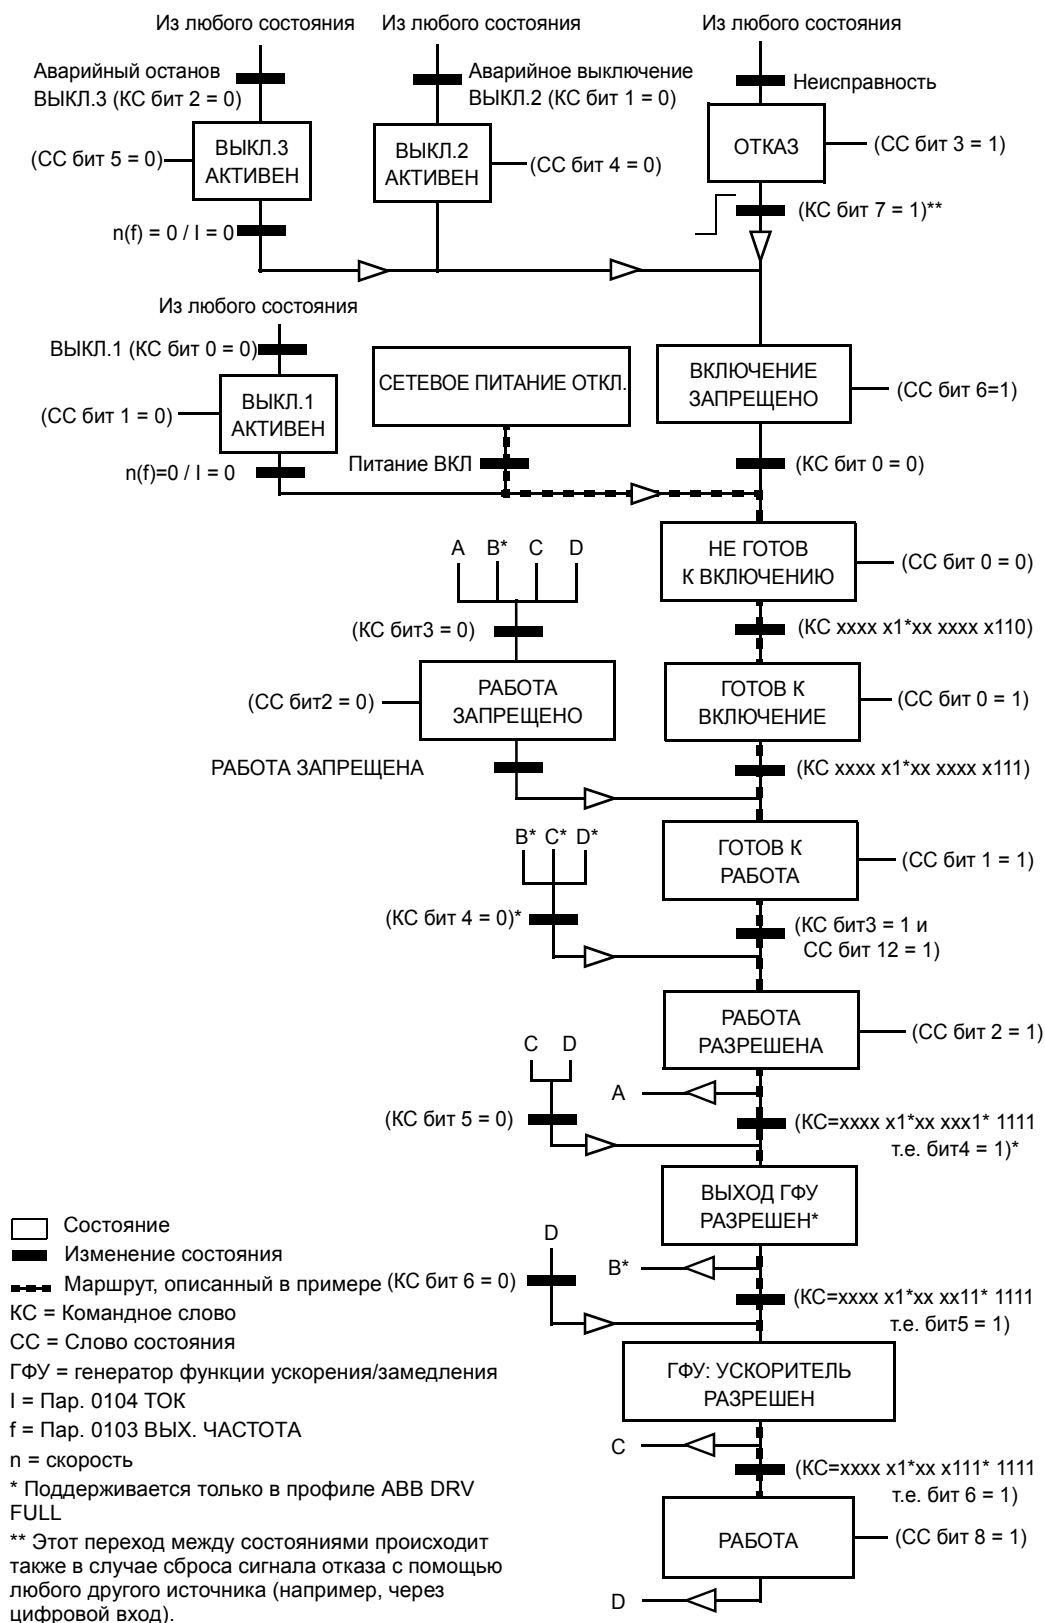 Из любого состояния
Из любого состояния
Из любого состояния
Аварийный останов
ВЫКЛ.3 (КС бит 2 = 0)
Аварийное выключение
ВЫКЛ.2 (КС бит 1 = 0)
Неисправность
(СС бит 5 = 0)
ВЫКЛ.3
АКТИВЕН
ВЫКЛ.2
АКТИВЕН
(СС бит 4 = 0)
ОТКАЗ
(СС бит 3 = 1)
n(f) = 0 / I = 0
(КС бит 7 = 1)**
Из любого состояния
ВЫКЛ.1 (КС бит 0 = 0)
(СС бит 1 = 0)
ВЫКЛ.1
АКТИВЕН
СЕТЕВОЕ ПИТАНИЕ ОТКЛ.
ВКЛЮЧЕНИЕ
ЗАПРЕЩЕНО
(СС бит 6=1)
n(f)=0 / I = 0
Питание ВКЛ
(КС бит 0 = 0)
A B* C D
НЕ ГОТОВ
К ВКЛЮЧЕНИЮ
(СС бит 0 = 0)
(КС бит3 = 0)
(КС xxxx x1*xx xxxx x110)
(СС бит2 = 0)
РАБОТА
ЗАПРЕЩЕНО
ГОТОВ К
ВКЛЮЧЕНИЕ
(СС бит 0 = 1)
РАБОТА ЗАПРЕЩЕНА
(КС xxxx x1*xx xxxx x111)
B* C* D*
ГОТОВ К
РАБОТА
(СС бит 1 = 1)
(КС бит 4 = 0)*
(КС бит3 = 1 и
СС бит 12 = 1)
РАБОТА
РАЗРЕШЕНА
(СС бит 2 = 1)
C D
A
(КС бит 5 = 0)
(КС=xxxx x1*xx xxx1* 1111
т.е. бит4 = 1)*
ВЫХОД ГФУ
РАЗРЕШЕН*
D
B*
(КС бит 6 = 0)
(КС=xxxx x1*xx xx11* 1111
т.е. бит5 = 1)
ГФУ: УСКОРИТЕЛЬ
РАЗРЕШЕН
C
(КС=xxxx x1*xx x111* 1111
т.е. бит 6 = 1)
РАБОТА
(СС бит 8 = 1)
D
Состояние
Изменение состояния
Маршрут, описанный в примере
КС = Командное слово
СС = Слово состояния
ГФУ = генератор функции ускорения/замедления
I = Пар. 0104 ТОК
f = Пар. 0103 ВЫХ. ЧАСТОТА
n = скорость
* Поддерживается только в профиле ABB DRV
FULL
** Этот переход между состояниями происходит
также в случае сброса сигнала отказа с помощью
любого другого источника (например, через
цифровой вход).